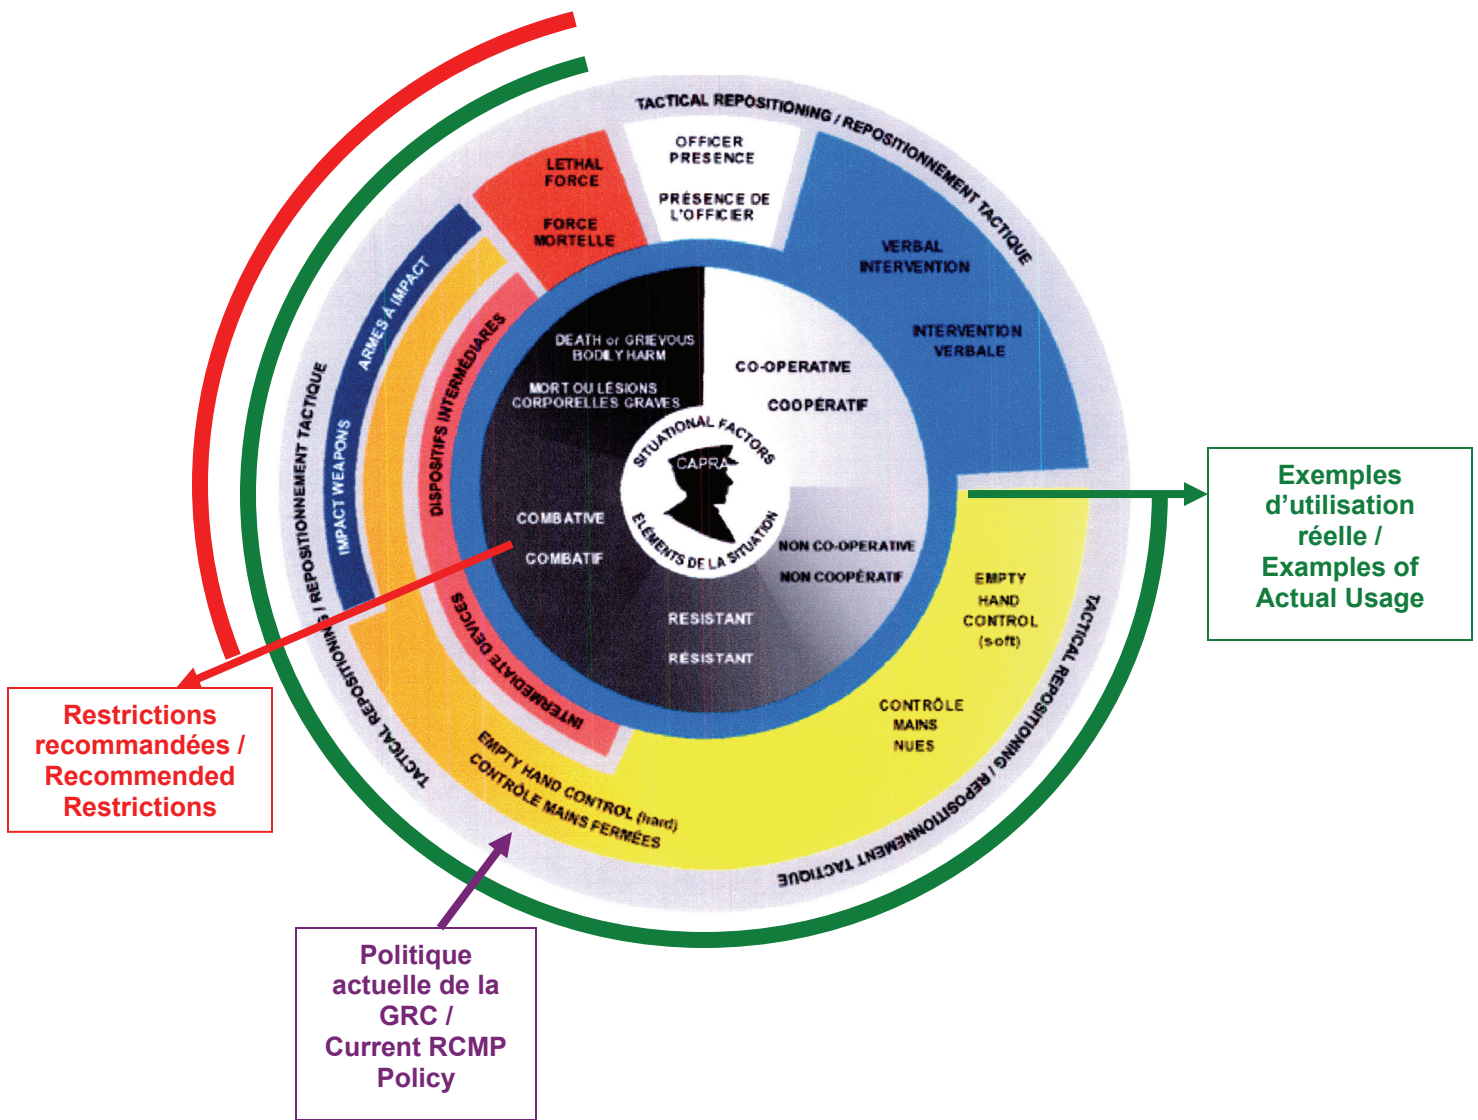 TACTICAL REPOSITIONING / REPOSITIONNEMENT TACTIQUE
OFFICER
PRESENCE
PRÉSENCE DE
L'OFFICIER
LETHAL
FORCE
FORCE
MORTELLE
VERBAL
INTERVENTION
INTERVENTION
VERBALE
ARMES À IMPACT
IMPACT WEAPONS
DISPOSITIFS INTERMÉDIARES
INTERMEDIATE DEVICES
TACTICAL REPOSITIONING / REPOSITIONNEMENT TACTIQUE
DEATH or GRIEVOUS
BODILY HARM
MORT OU LÉSIONS
CORPORELLES GRAVES
CO-OPERATIVE
COOPÉRATIF
SITUATIONAL FACTORS
CAPRA
ÉLÉMENTS DE LA SITUATION
COMBATIVE
COMBATIF
NON CO-OPERATIVE
NON COOPÉRATIF
RESISTANT
RÉSISTANT
EMPTY
HAND
CONTROL
(soft)
CONTRÔLE
MAINS
NUES
EMPTY HAND CONTROL (hard)
CONTRÔLE MAINS FERMÉES
TACTICAL REPOSITIONING / REPOSITIONNEMENT TACTIQUE
Exemples
d'utilisation
réelle /
Examples of
Actual Usage
Restrictions
recommandées /
Recommended
Restrictions
Politique
actuelle de la
GRC /
Current RCMP
Policy